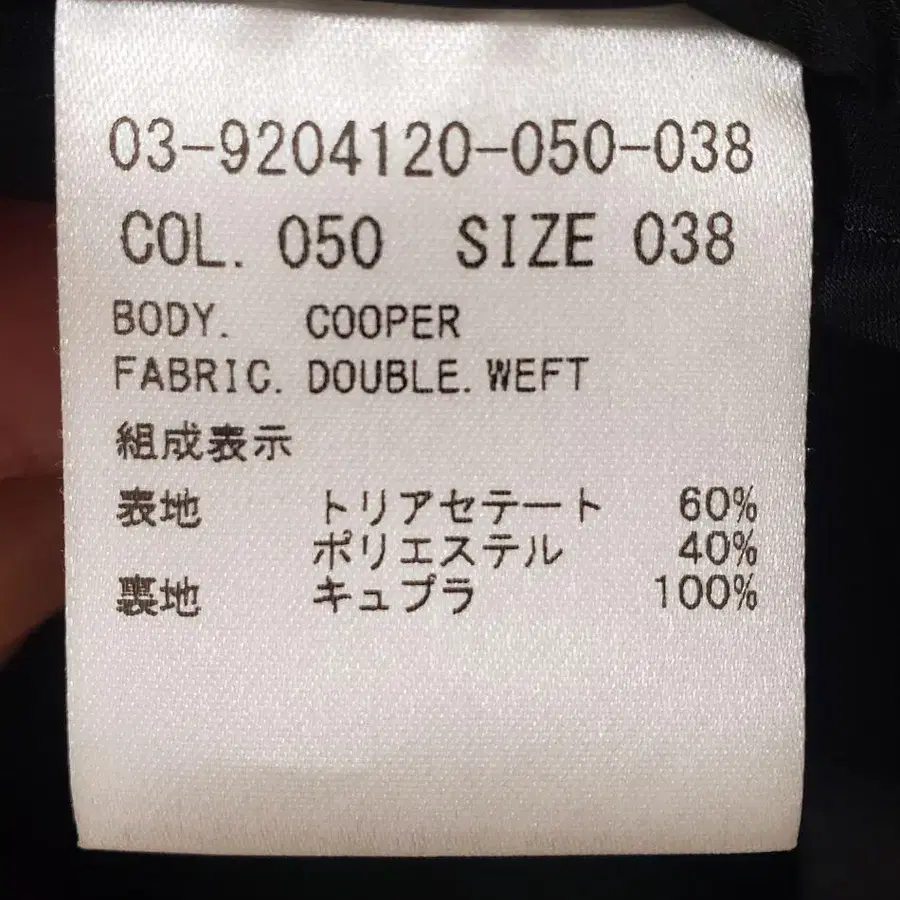 03-9204120-050-038
COL. 050 SIZE 038
BODY. COOPER
FABRIC. DOUBLE. WEFT
組成表示
表地 トリアセテート 60%
ポリエステル 40%
裏地 キュプラ 100%